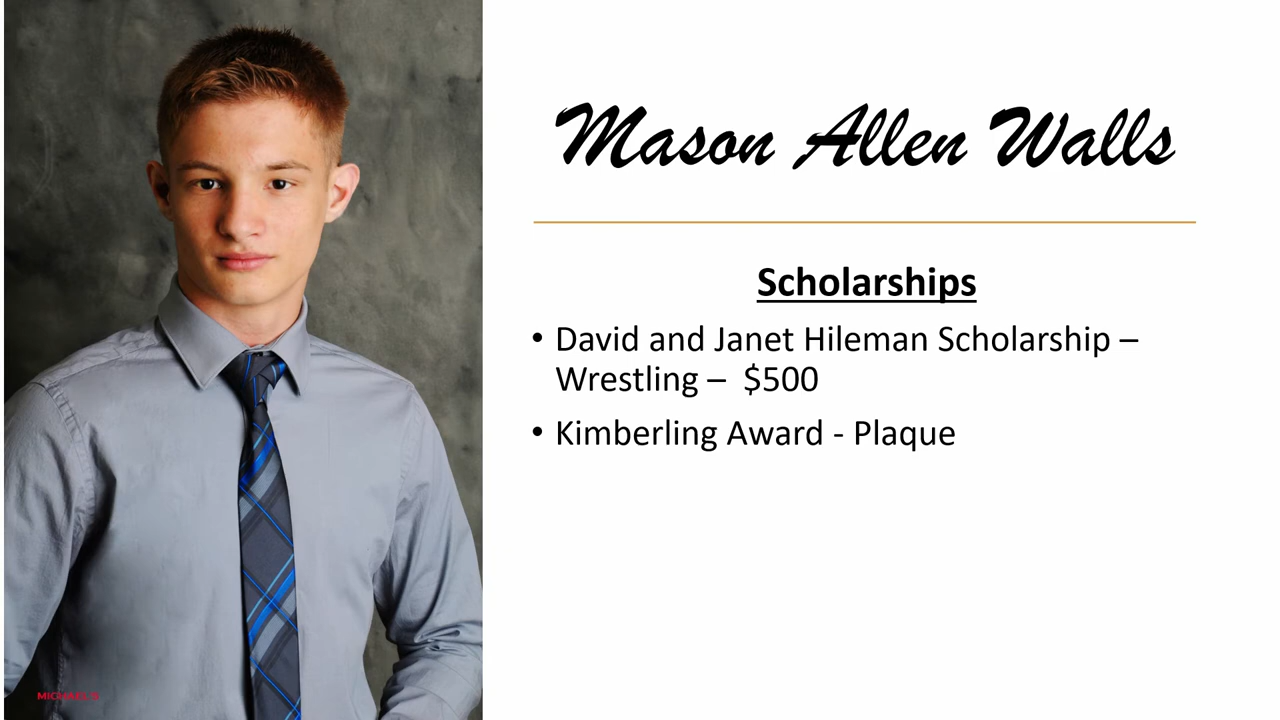 Mason Allen Walls
Scholarships
• David and Janet Hileman Scholarship –
Wrestling – $500
• Kimberling Award - Plaque